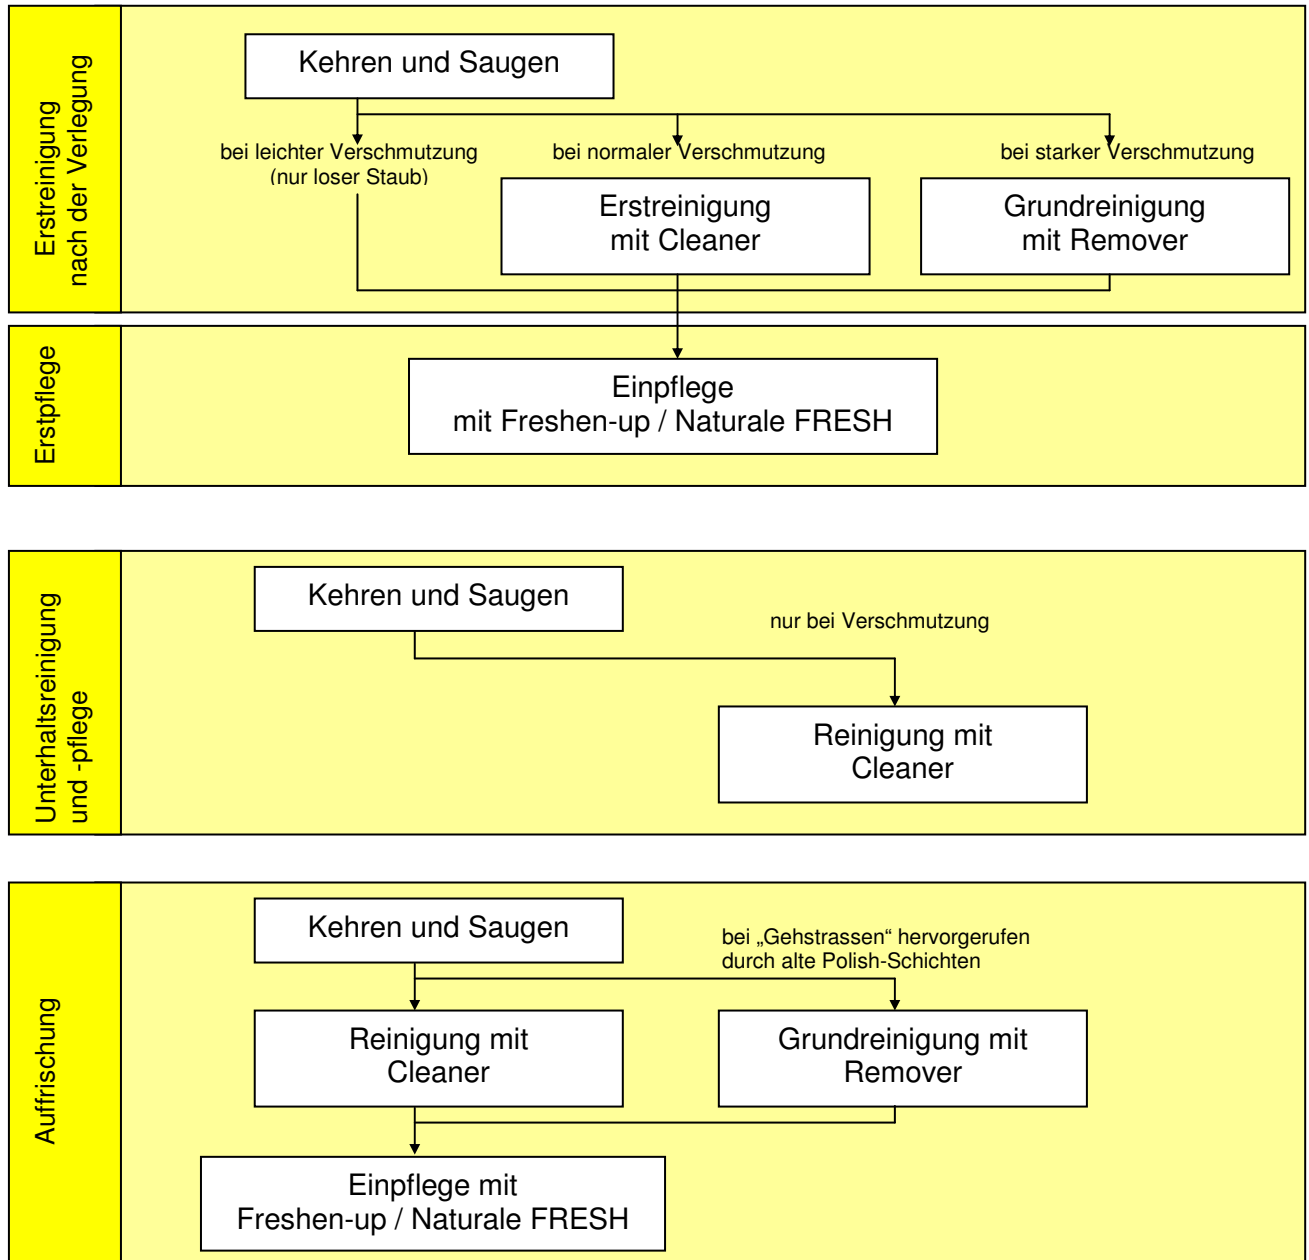 Erstreinigung
nach der Verlegung
Kehren und Saugen
bei leichter Verschmutzung
(nur loser Staub)
bei normaler Verschmutzung
bei starker Verschmutzung
Erstreinigung
mit Cleaner
Grundreinigung
mit Remover
Erstpflege
Einpflege
mit Freshen-up / Naturale FRESH
Unterhaltsreinigung
und -pflege
Kehren und Saugen
nur bei Verschmutzung
Reinigung mit
Cleaner
Auffrischung
Kehren und Saugen
bei „Gehstrassen“ hervorgerufen
durch alte Polish-Schichten
Reinigung mit
Cleaner
Grundreinigung mit
Remover
Einpflege mit
Freshen-up / Naturale FRESH